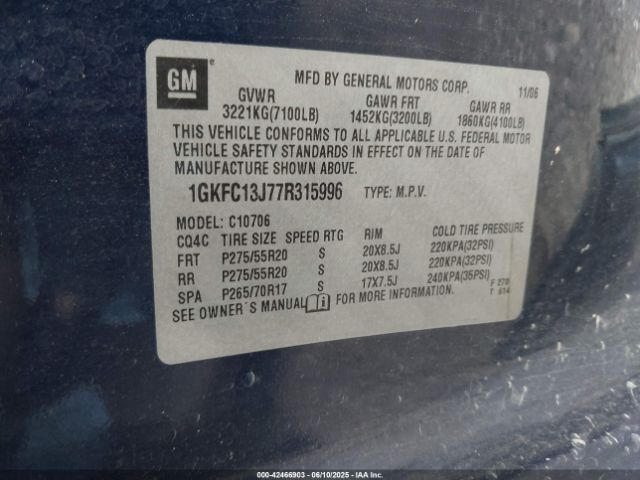 GM
MFD BY GENERAL MOTORS CORP. 11/06
GVWR GAWR FRT GAWR RR
3221KG(7100LB) 1452KG(3200LB) 1860KG(4100LB)
THIS VEHICLE CONFORMS TO ALL APPLICABLE U.S. FEDERAL MOTOR
VEHICLE SAFETY STANDARDS IN EFFECT ON THE DATE OF
MANUFACTURE SHOWN ABOVE.
1GKFC13J77R315996 TYPE: M.P.V.
MODEL: C10706
CQ4C TIRE SIZE SPEED RTG RIM COLD TIRE PRESSURE
FRT P275/55R20 S 20X8.5J 220KPA(32PSI)
RR P275/55R20 S 20X8.5J 220KPA(32PSI)
SPA P265/70R17 S 17X7.5J 240KPA(35PSI)
SEE OWNER'S MANUAL FOR MORE INFORMATION. F 270
T 614
000-42466903 - 06/10/2025 - IAAI Inc.